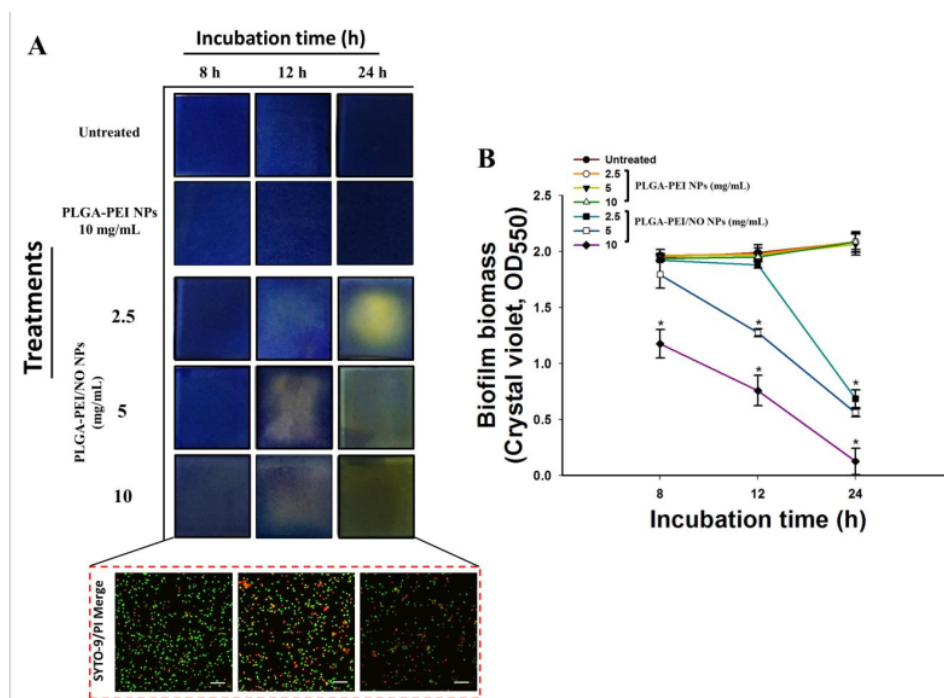 A
Incubation time (h)
8 h 12 h 24 h
Treatments
Untreated
PLGA-PEI NPs
10 mg/mL
PLGA-PEI/NO NPs
(mg/mL)
2.5
5
10
SYTO-9/PI Merge
B
Untreated
2.5
5
10
PLGA-PEI NPs (mg/mL)
2.5
5
10
PLGA-PEI/NO NPs (mg/mL)
Biofilm biomass
(Crystal violet, OD550)
2.5
2.0
1.5
1.0
0.5
0.0
* * * * * *
8 12 24
Incubation time (h)